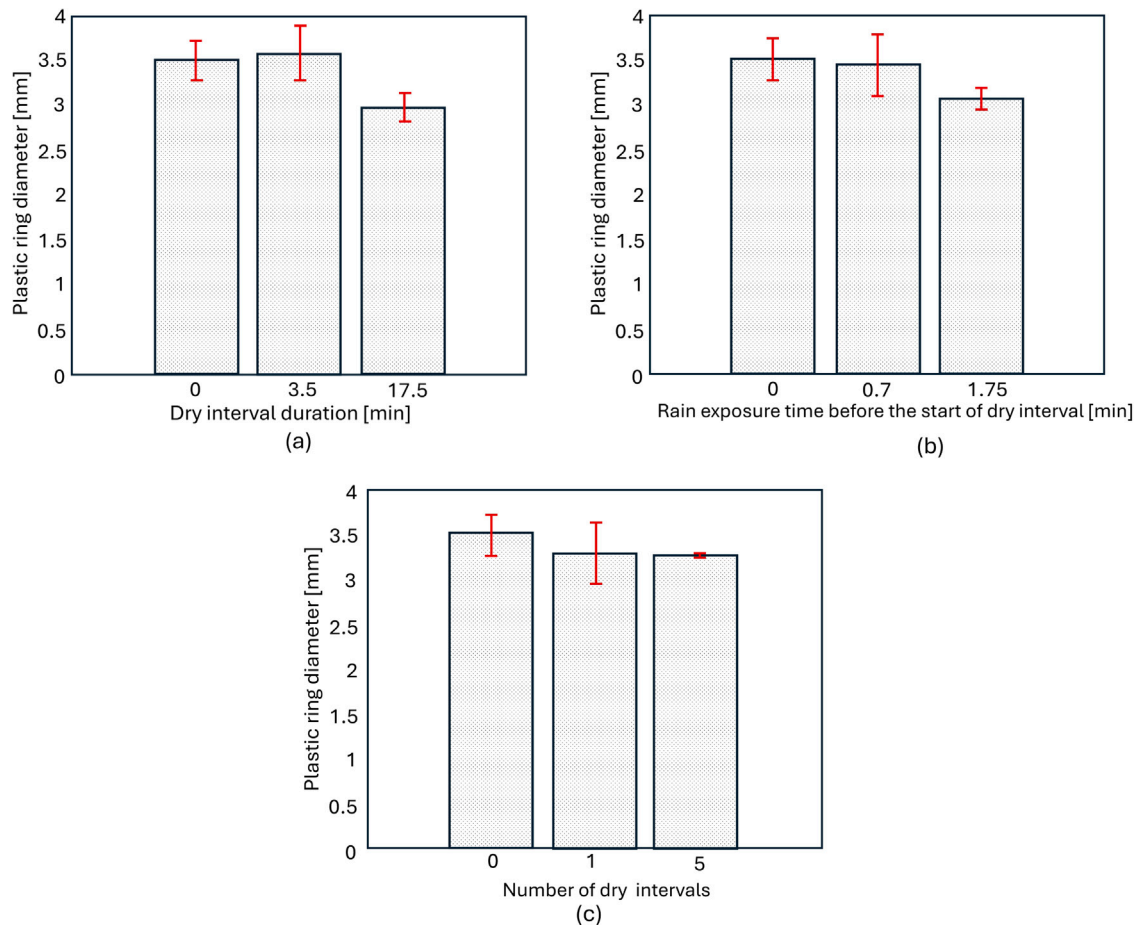 Plastic ring diameter [mm]
4
3.5
3
2.5
2
1.5
1
0.5
0
0 3.5 17.5
Dry interval duration [min]
(a)
Plastic ring diameter [mm]
4
3.5
3
2.5
2
1.5
1
0.5
0
0 0.7 1.75
Rain exposure time before the start of dry interval [min]
(b)
Plastic ring diameter [mm]
4
3.5
3
2.5
2
1.5
1
0.5
0
0 1 5
Number of dry intervals
(c)